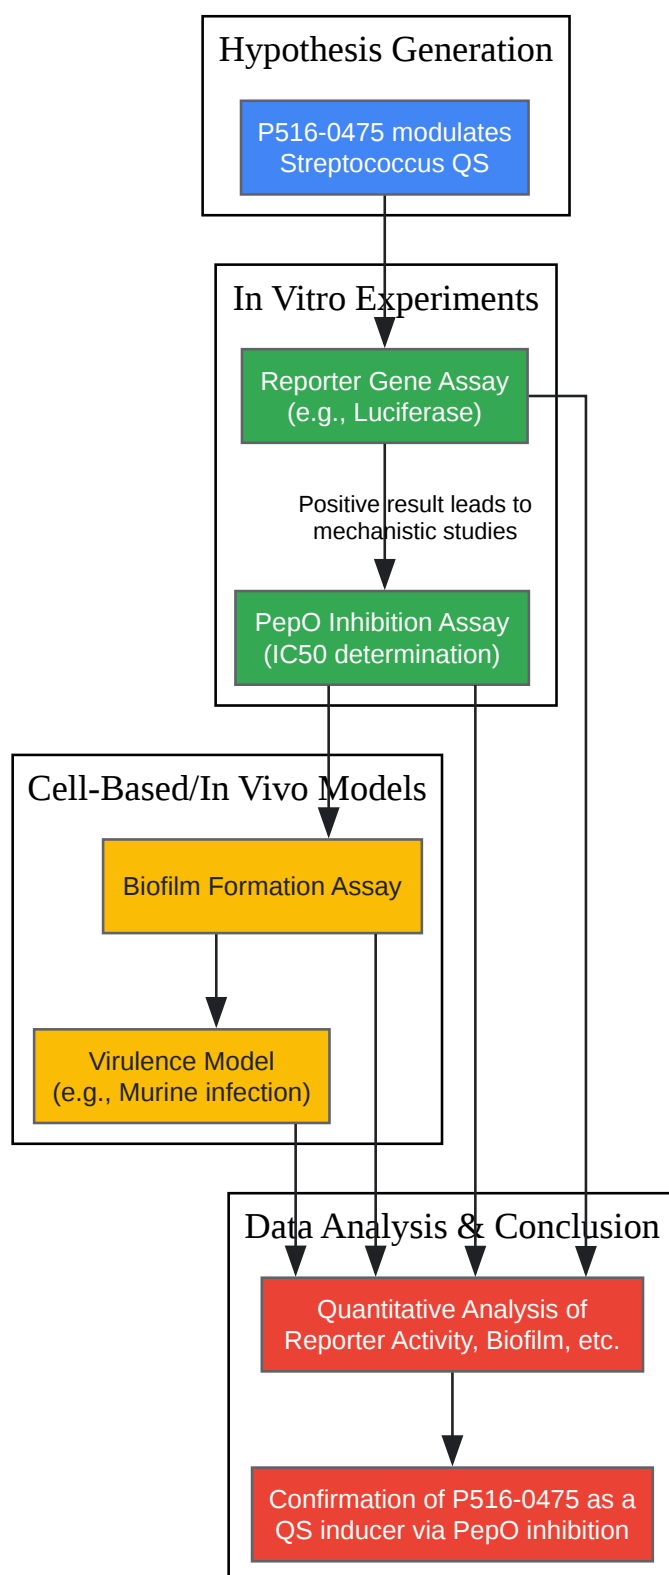 Hypothesis Generation
P516-0475 modulates
Streptococcus QS
In Vitro Experiments
Reporter Gene Assay
(e.g., Luciferase)
Positive result leads to
mechanistic studies
PepO Inhibition Assay
(IC50 determination)
Cell-Based/In Vivo Models
Biofilm Formation Assay
Virulence Model
(e.g., Murine infection)
Data Analysis & Conclusion
Quantitative Analysis of
Reporter Activity, Biofilm, etc.
Confirmation of P516-0475 as a
QS inducer via PepO inhibition